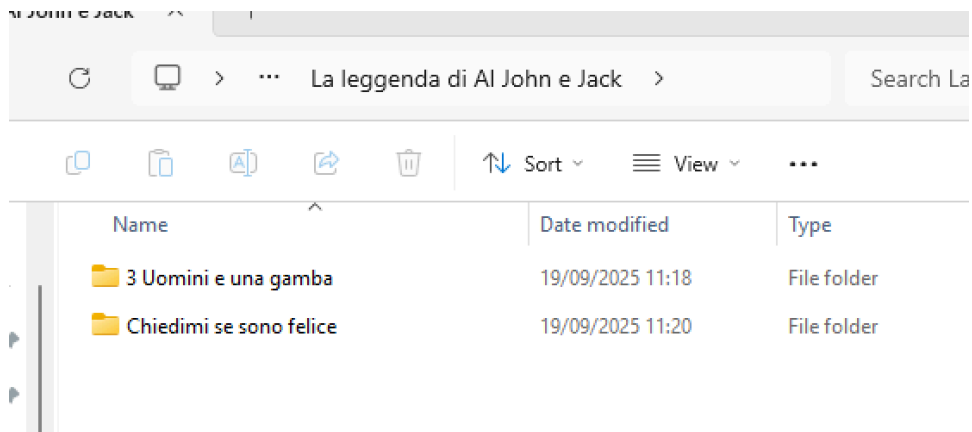 Al John e Jack
La leggenda di Al John e Jack
Search La
Sort
View
Name
Date modified
Type
3 Uomini e una gamba
19/09/2025 11:18
File folder
Chiedimi se sono felice
19/09/2025 11:20
File folder